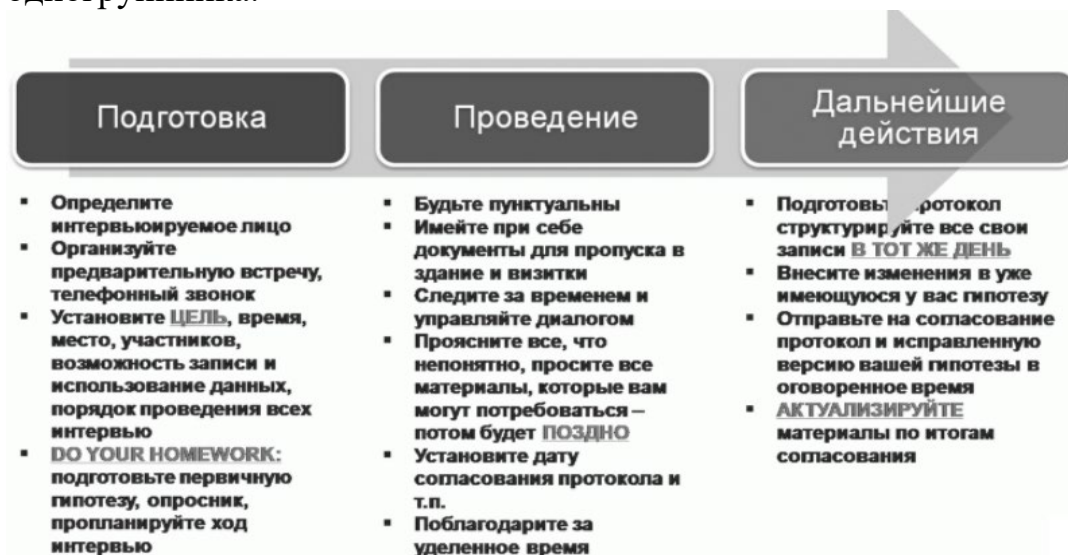 Подготовка
Определите
интервьюируемое лицо
Организуйте
предварительную встречу,
телефонный звонок
Установите ЦЕЛЬ, время,
место, участников,
возможность записи и
использование данных,
порядок проведения всех
интервью
DO YOUR HOMEWORK:
подготовьте первичную
гипотезу, опросник,
пропланируйте ход
интервью
Проведение
Будьте пунктуальны
Имейте при себе
документы для пропуска в
здание и визитки
Следите за временем и
управляйте диалогом
Проясните все, что
непонятно, просите все
материалы, которые вам
могут потребоваться –
потом будет ПОЗДНО
Установите дату
согласования протокола и
т.п.
Поблагодарите за
уделенное время
Дальнейшие
действия
Подготовьте протокол
структурируйте все свои
записи В ТОТ ЖЕ ДЕНЬ
Внесите изменения в уже
имеющуюся у вас гипотезу
Отправьте на согласование
протокол и исправленную
версию вашей гипотезы в
оговоренное время
АКТУАЛИЗИРУЙТЕ
материалы по итогам
согласования